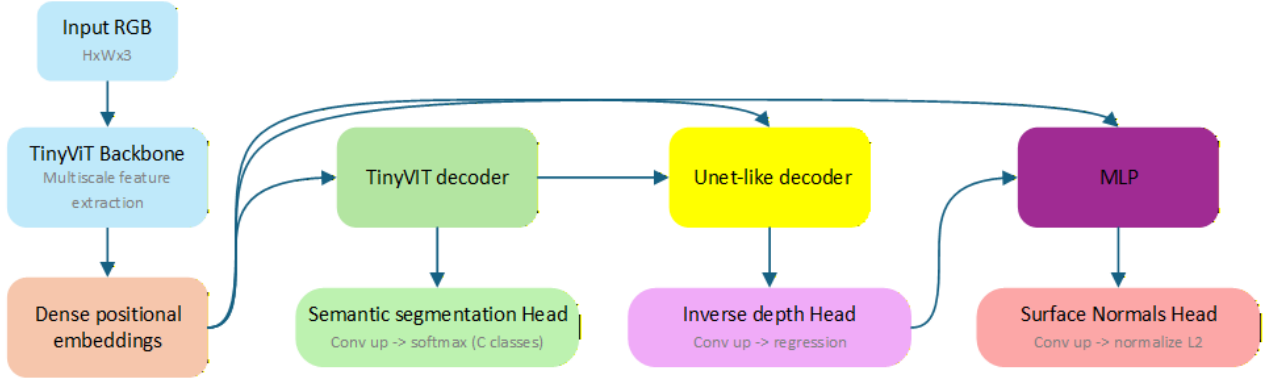 Input RGB
HxWx3
TinyViT Backbone
Multiscale feature
extraction
Dense positional
embeddings
TinyVIT decoder
Semantic segmentation Head
Conv up -> softmax (C classes)
Unet-like decoder
Inverse depth Head
Conv up -> regression
MLP
Surface Normals Head
Conv up -> normalize L2